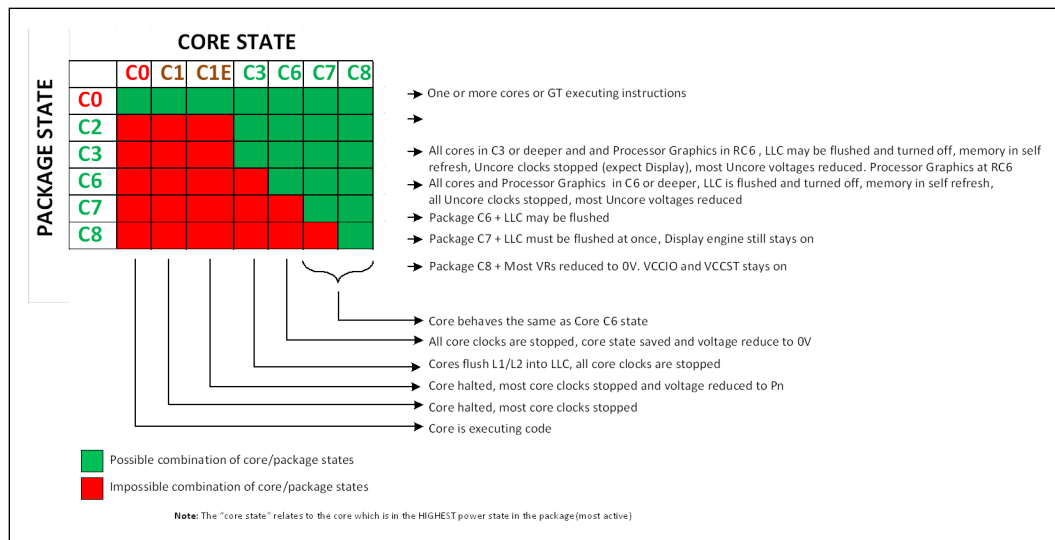 CORE STATE
PACKAGE STATE
C0 C1 C1E C3 C6 C7 C8
C0
C2
C3
C6
C7
C8
One or more cores or GT executing instructions
All cores in C3 or deeper and and Processor Graphics in RC6 , LLC may be flushed and turned off, memory in self
refresh, Uncore clocks stopped (expect Display), most Uncore voltages reduced. Processor Graphics at RC6
All cores and Processor Graphics in C6 or deeper, LLC is flushed and turned off, memory in self refresh,
all Uncore clocks stopped, most Uncore voltages reduced
Package C6 + LLC may be flushed
Package C7 + LLC must be flushed at once, Display engine still stays on
Package C8 + Most VRs reduced to 0V. VCCIO and VCCST stays on
Core behaves the same as Core C6 state
All core clocks are stopped, core state saved and voltage reduce to 0V
Cores flush L1/L2 into LLC, all core clocks are stopped
Core halted, most core clocks stopped and voltage reduced to Pn
Core halted, most core clocks stopped
Core is executing code
Possible combination of core/package states
Impossible combination of core/package states
Note: The “core state” relates to the core which is in the HIGHEST power state in the package (most active)